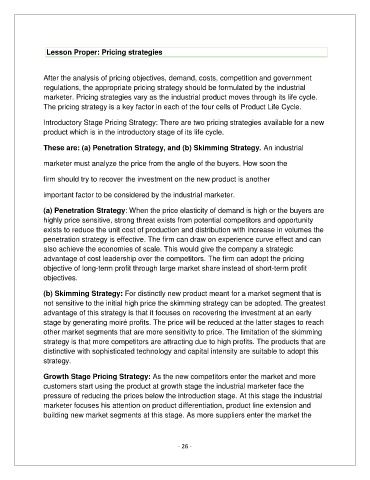 Lesson Proper: Pricing strategies
After the analysis of pricing objectives, demand, costs, competition and government
regulations, the appropriate pricing strategy should be formulated by the industrial
marketer. Pricing strategies vary as the industrial product moves through its life cycle.
The pricing strategy is a key factor in each of the four cells of Product Life Cycle.
Introductory Stage Pricing Strategy: There are two pricing strategies available for a new
product which is in the introductory stage of its life cycle.
These are: (a) Penetration Strategy, and (b) Skimming Strategy. An industrial
marketer must analyze the price from the angle of the buyers. How soon the
firm should try to recover the investment on the new product is another
important factor to be considered by the industrial marketer.
(a) Penetration Strategy: When the price elasticity of demand is high or the buyers are
highly price sensitive, strong threat exists from potential competitors and opportunity
exists to reduce the unit cost of production and distribution with increase in volumes the
penetration strategy is effective. The firm can draw on experience curve effect and can
also achieve the economies of scale. This would give the company a strategic
advantage of cost leadership over the competitors. The firm can adopt the pricing
objective of long-term profit through large market share instead of short-term profit
objectives.
(b) Skimming Strategy: For distinctly new product meant for a market segment that is
not sensitive to the initial high price the skimming strategy can be adopted. The greatest
advantage of this strategy is that it focuses on recovering the investment at an early
stage by generating moiré profits. The price will be reduced at the latter stages to reach
other market segments that are more sensitivity to price. The limitation of the skimming
strategy is that more competitors are attracting due to high profits. The products that are
distinctive with sophisticated technology and capital intensity are suitable to adopt this
strategy.
Growth Stage Pricing Strategy: As the new competitors enter the market and more
customers start using the product at growth stage the industrial marketer face the
pressure of reducing the prices below the introduction stage. At this stage the industrial
marketer focuses his attention on product differentiation, product line extension and
building new market segments at this stage. As more suppliers enter the market the
- 26 -